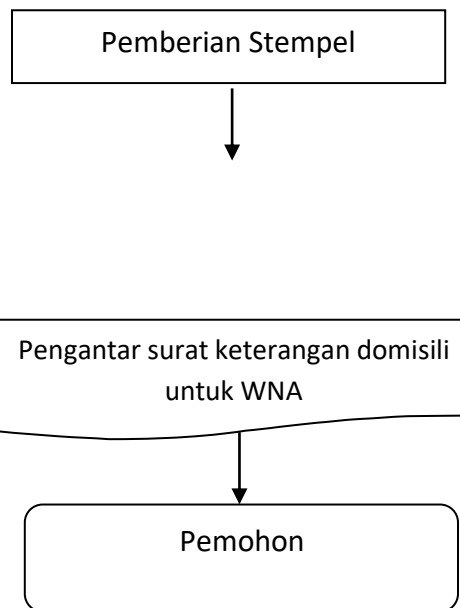 Pemberian Stempel
Pengantar surat keterangan domisili
untuk WNA
Pemohon